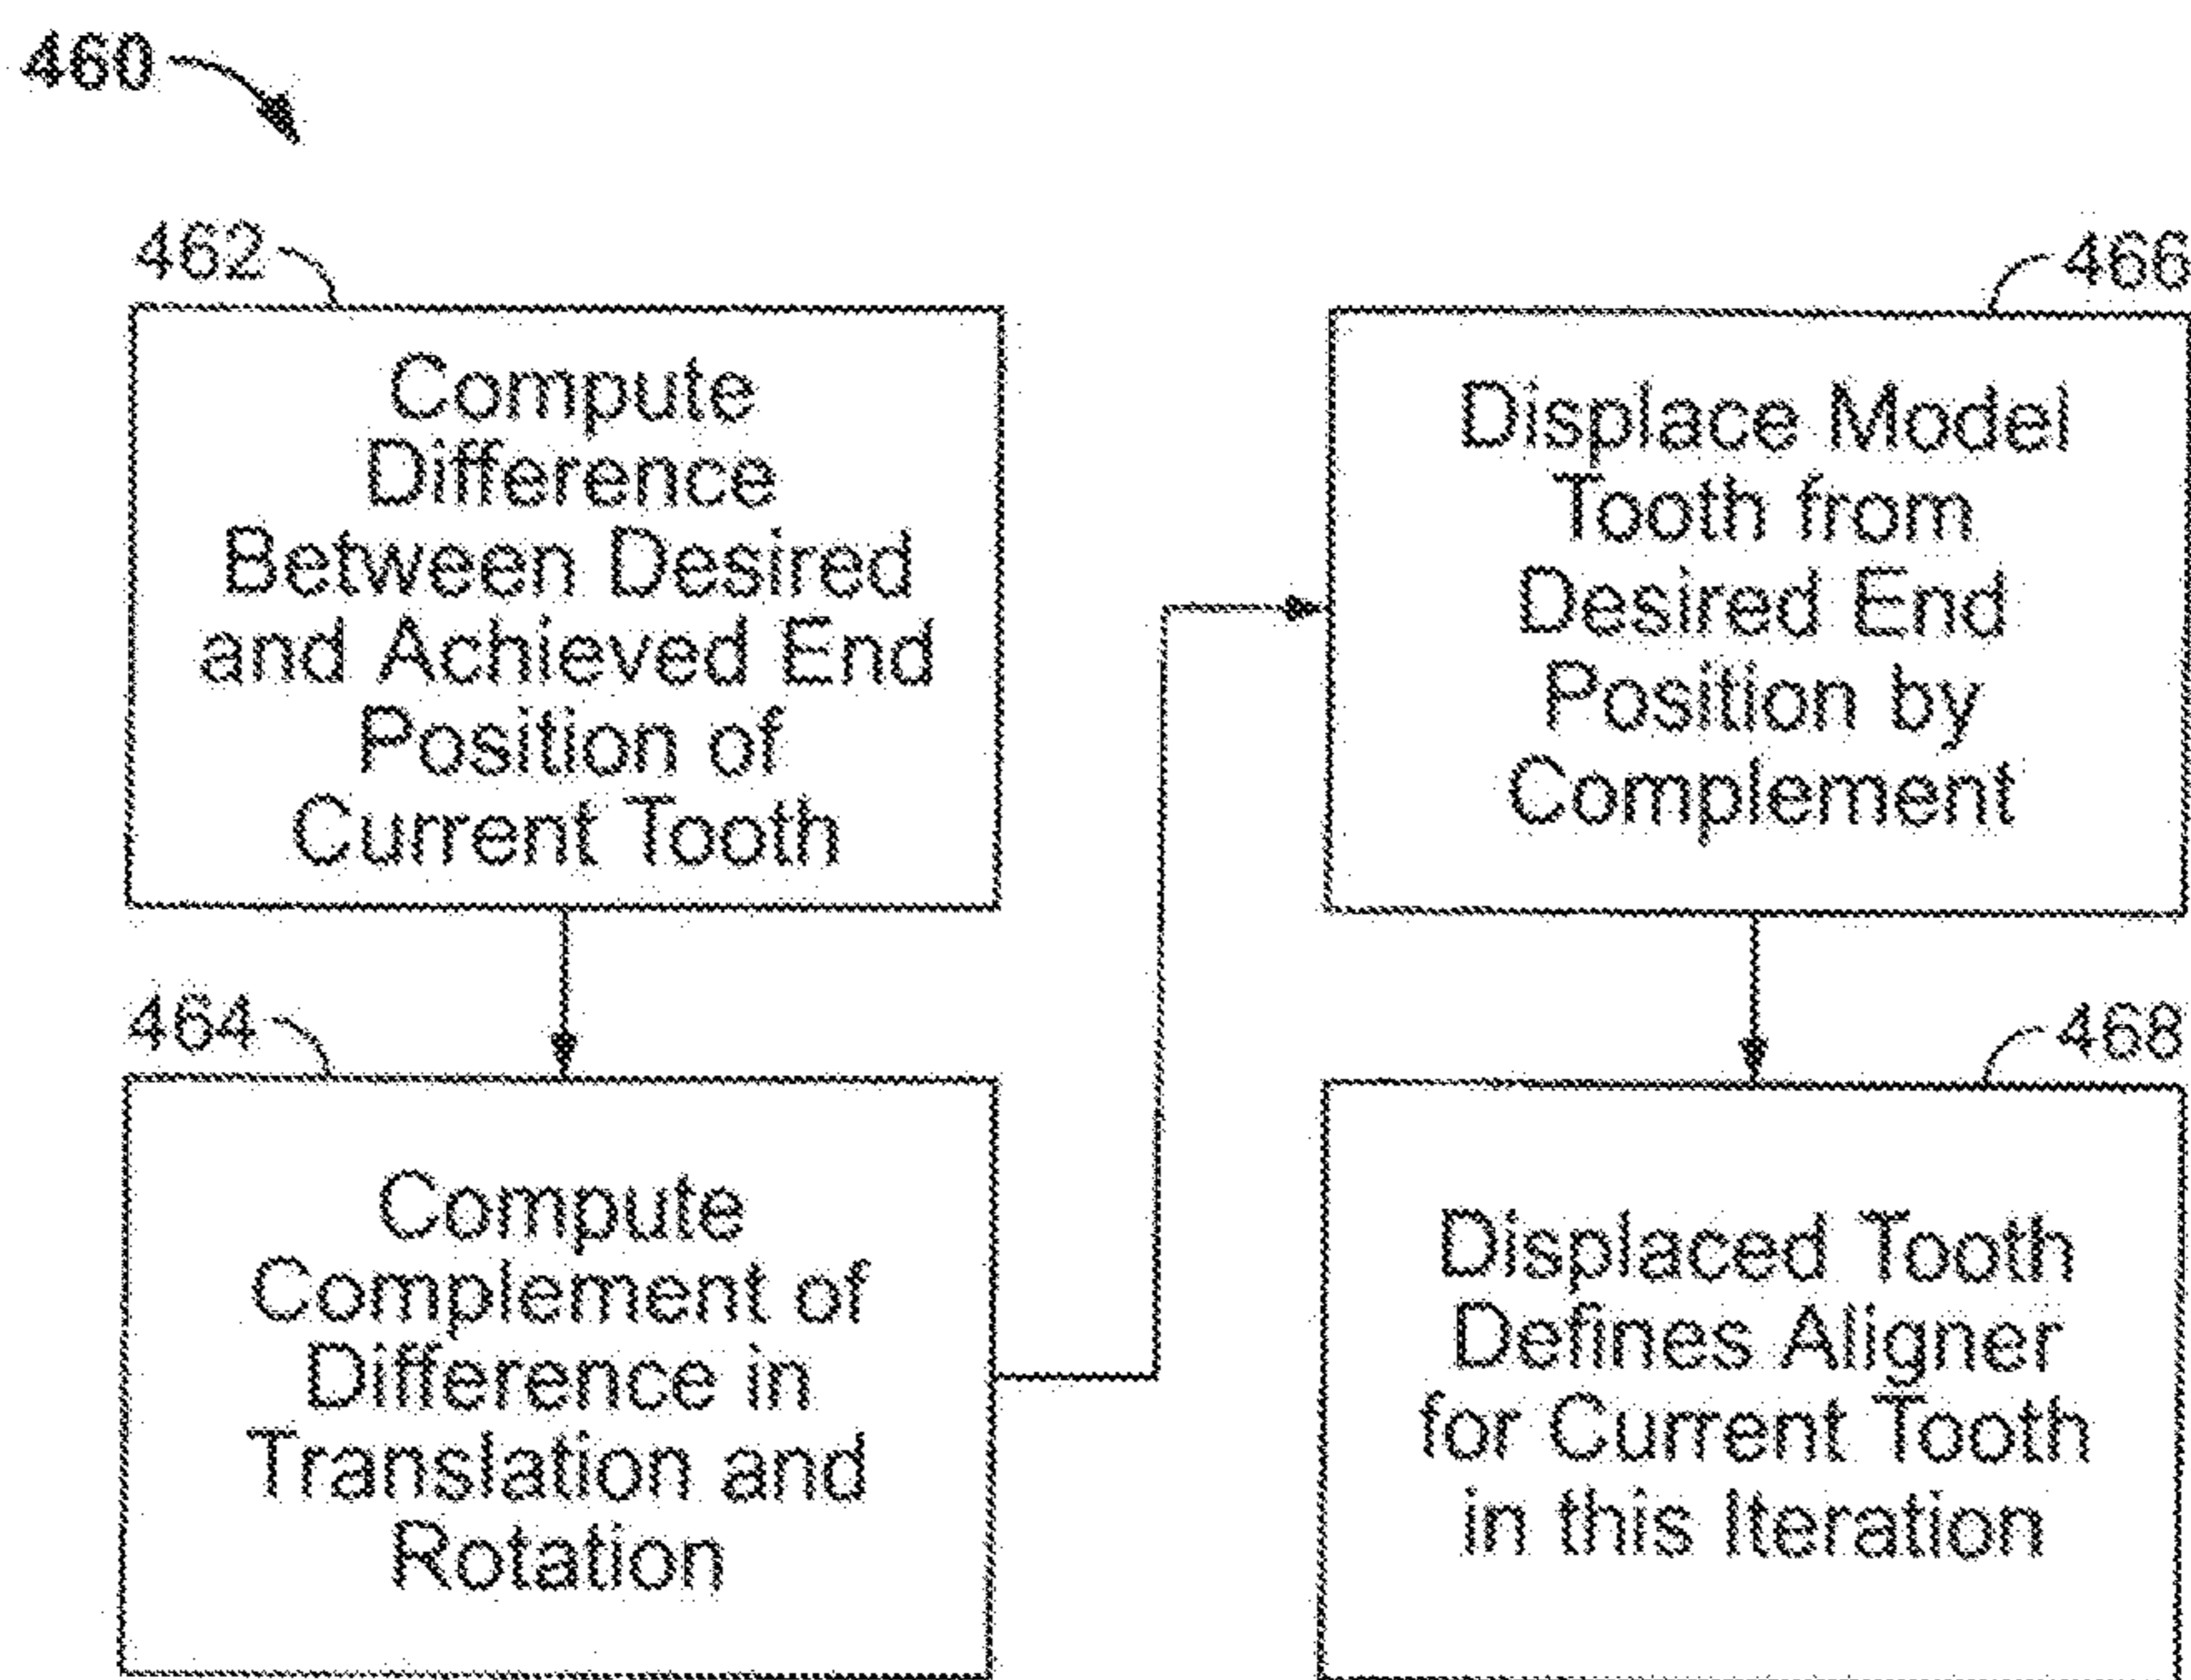 460
462
Compute
Difference
Between Desired
and Achieved End
Position of
Current Tooth
464
Compute
Complement of
Difference in
Translation and
Rotation
466
Displace Model
Tooth from
Desired End
Position by
Complement
468
Displaced Tooth
Defines Aligner
for Current Tooth
in this Iteration